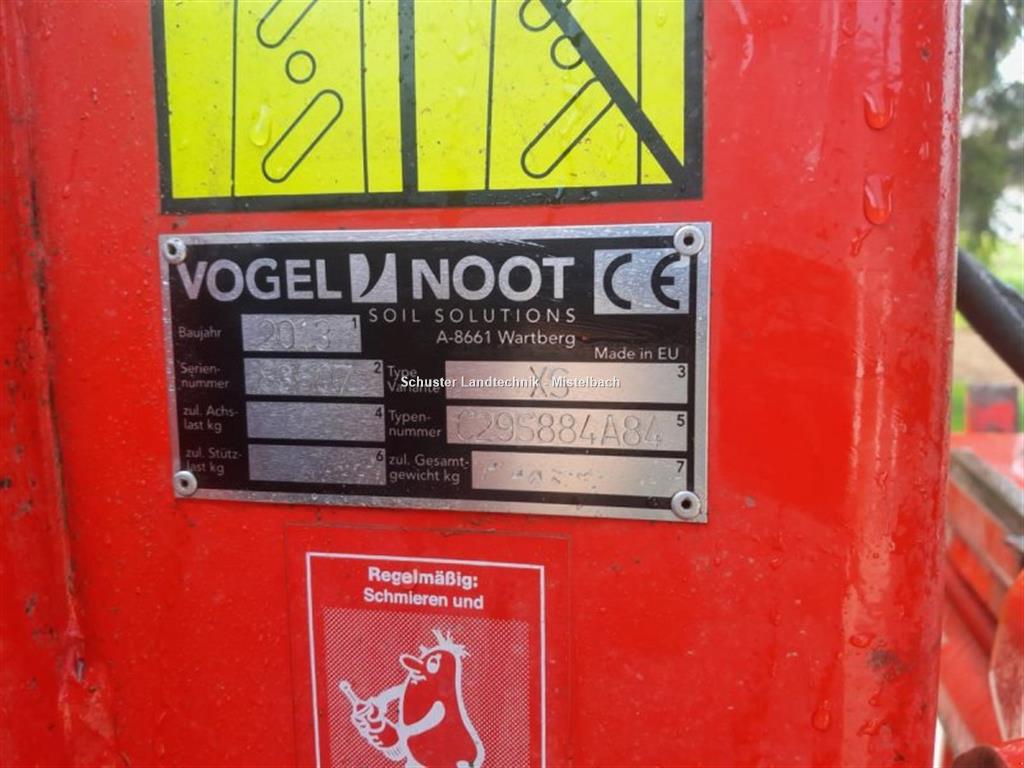 VOGEL NOOT CE
SOIL SOLUTIONS
A-8661 Wartberg
Made in EU
Baujahr 2013 1
Serien-
nummer 2
Type
Variante XS 3
zul. Achs-
last kg 4
Typen-
nummer C29S884A84 5
zul. Stütz-
last kg 6
zul. Gesamt-
gewicht kg 7
Schuster Landtechnik - Mistelbach
Regelmäßig:
Schmieren und